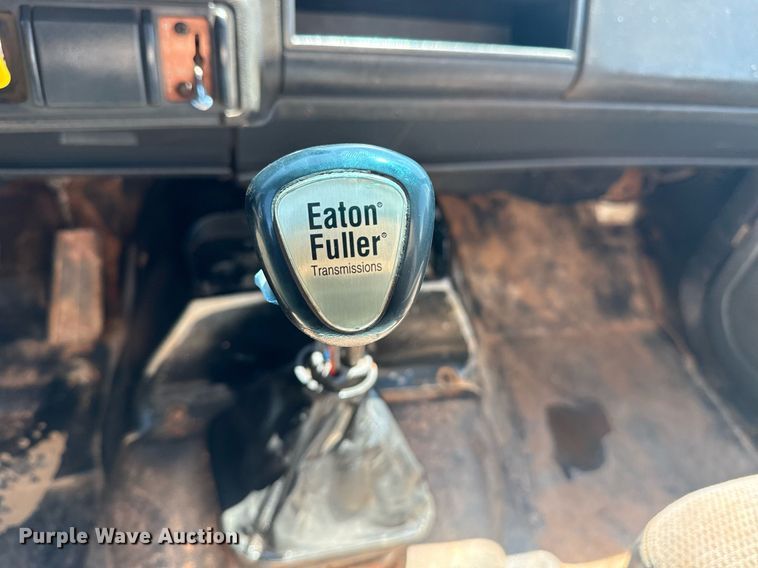 Eaton®
Fuller®
Transmissions
Purple Wave Auction